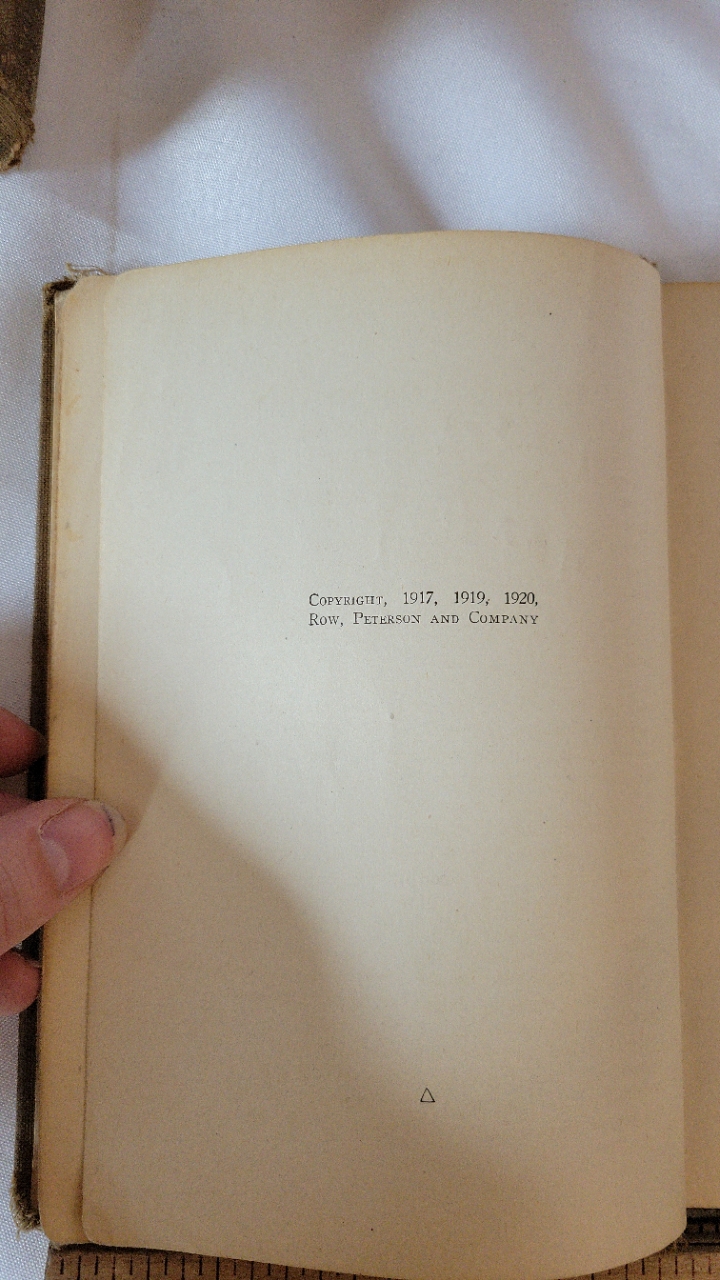 Copyright, 1917, 1919, 1920,
Row, Peterson and Company
△